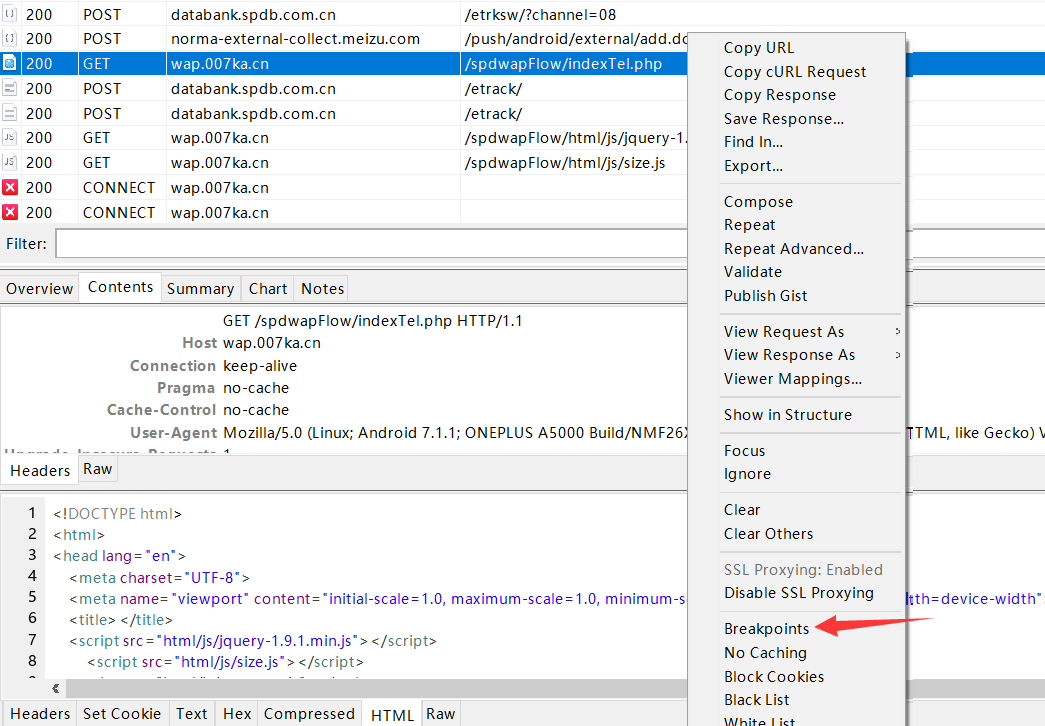 200 POST databank.spdb.com.cn /etrksw/?channel=08
200 POST norma-external-collect.meizu.com /push/android/external/add.do
200 GET wap.007ka.cn /spdwapFlow/indexTel.php
200 POST databank.spdb.com.cn /etrack/
200 POST databank.spdb.com.cn /etrack/
200 GET wap.007ka.cn /spdwapFlow/html/js/jquery-1.
200 GET wap.007ka.cn /spdwapFlow/html/js/size.js
200 CONNECT wap.007ka.cn
200 CONNECT wap.007ka.cn
Filter:
Overview Contents Summary Chart Notes
GET /spdwapFlow/indexTel.php HTTP/1.1
Host wap.007ka.cn
Connection keep-alive
Pragma no-cache
Cache-Control no-cache
User-Agent Mozilla/5.0 (Linux; Android 7.1.1; ONEPLUS A5000 Build/NMF26X TML, like Gecko) V
Upgrade-Insecure-Requests 1
Headers Raw
1 <!DOCTYPE html>
2 <html>
3 <head lang="en">
4 <meta charset="UTF-8">
5 <meta name="viewport" content="initial-scale=1.0, maximum-scale=1.0, minimum-s th=device-width"
6 <title> </title>
7 <script src="html/js/jquery-1.9.1.min.js"> </script>
8 <script src="html/js/size.js"> </script>
Headers Set Cookie Text Hex Compressed HTML Raw
Copy URL
Copy cURL Request
Copy Response
Save Response...
Find In...
Export...
Compose
Repeat
Repeat Advanced...
Validate
Publish Gist
View Request As
View Response As
Viewer Mappings...
Show in Structure
Focus
Ignore
Clear
Clear Others
SSL Proxying: Enabled
Disable SSL Proxying
Breakpoints
No Caching
Block Cookies
Black List
White List